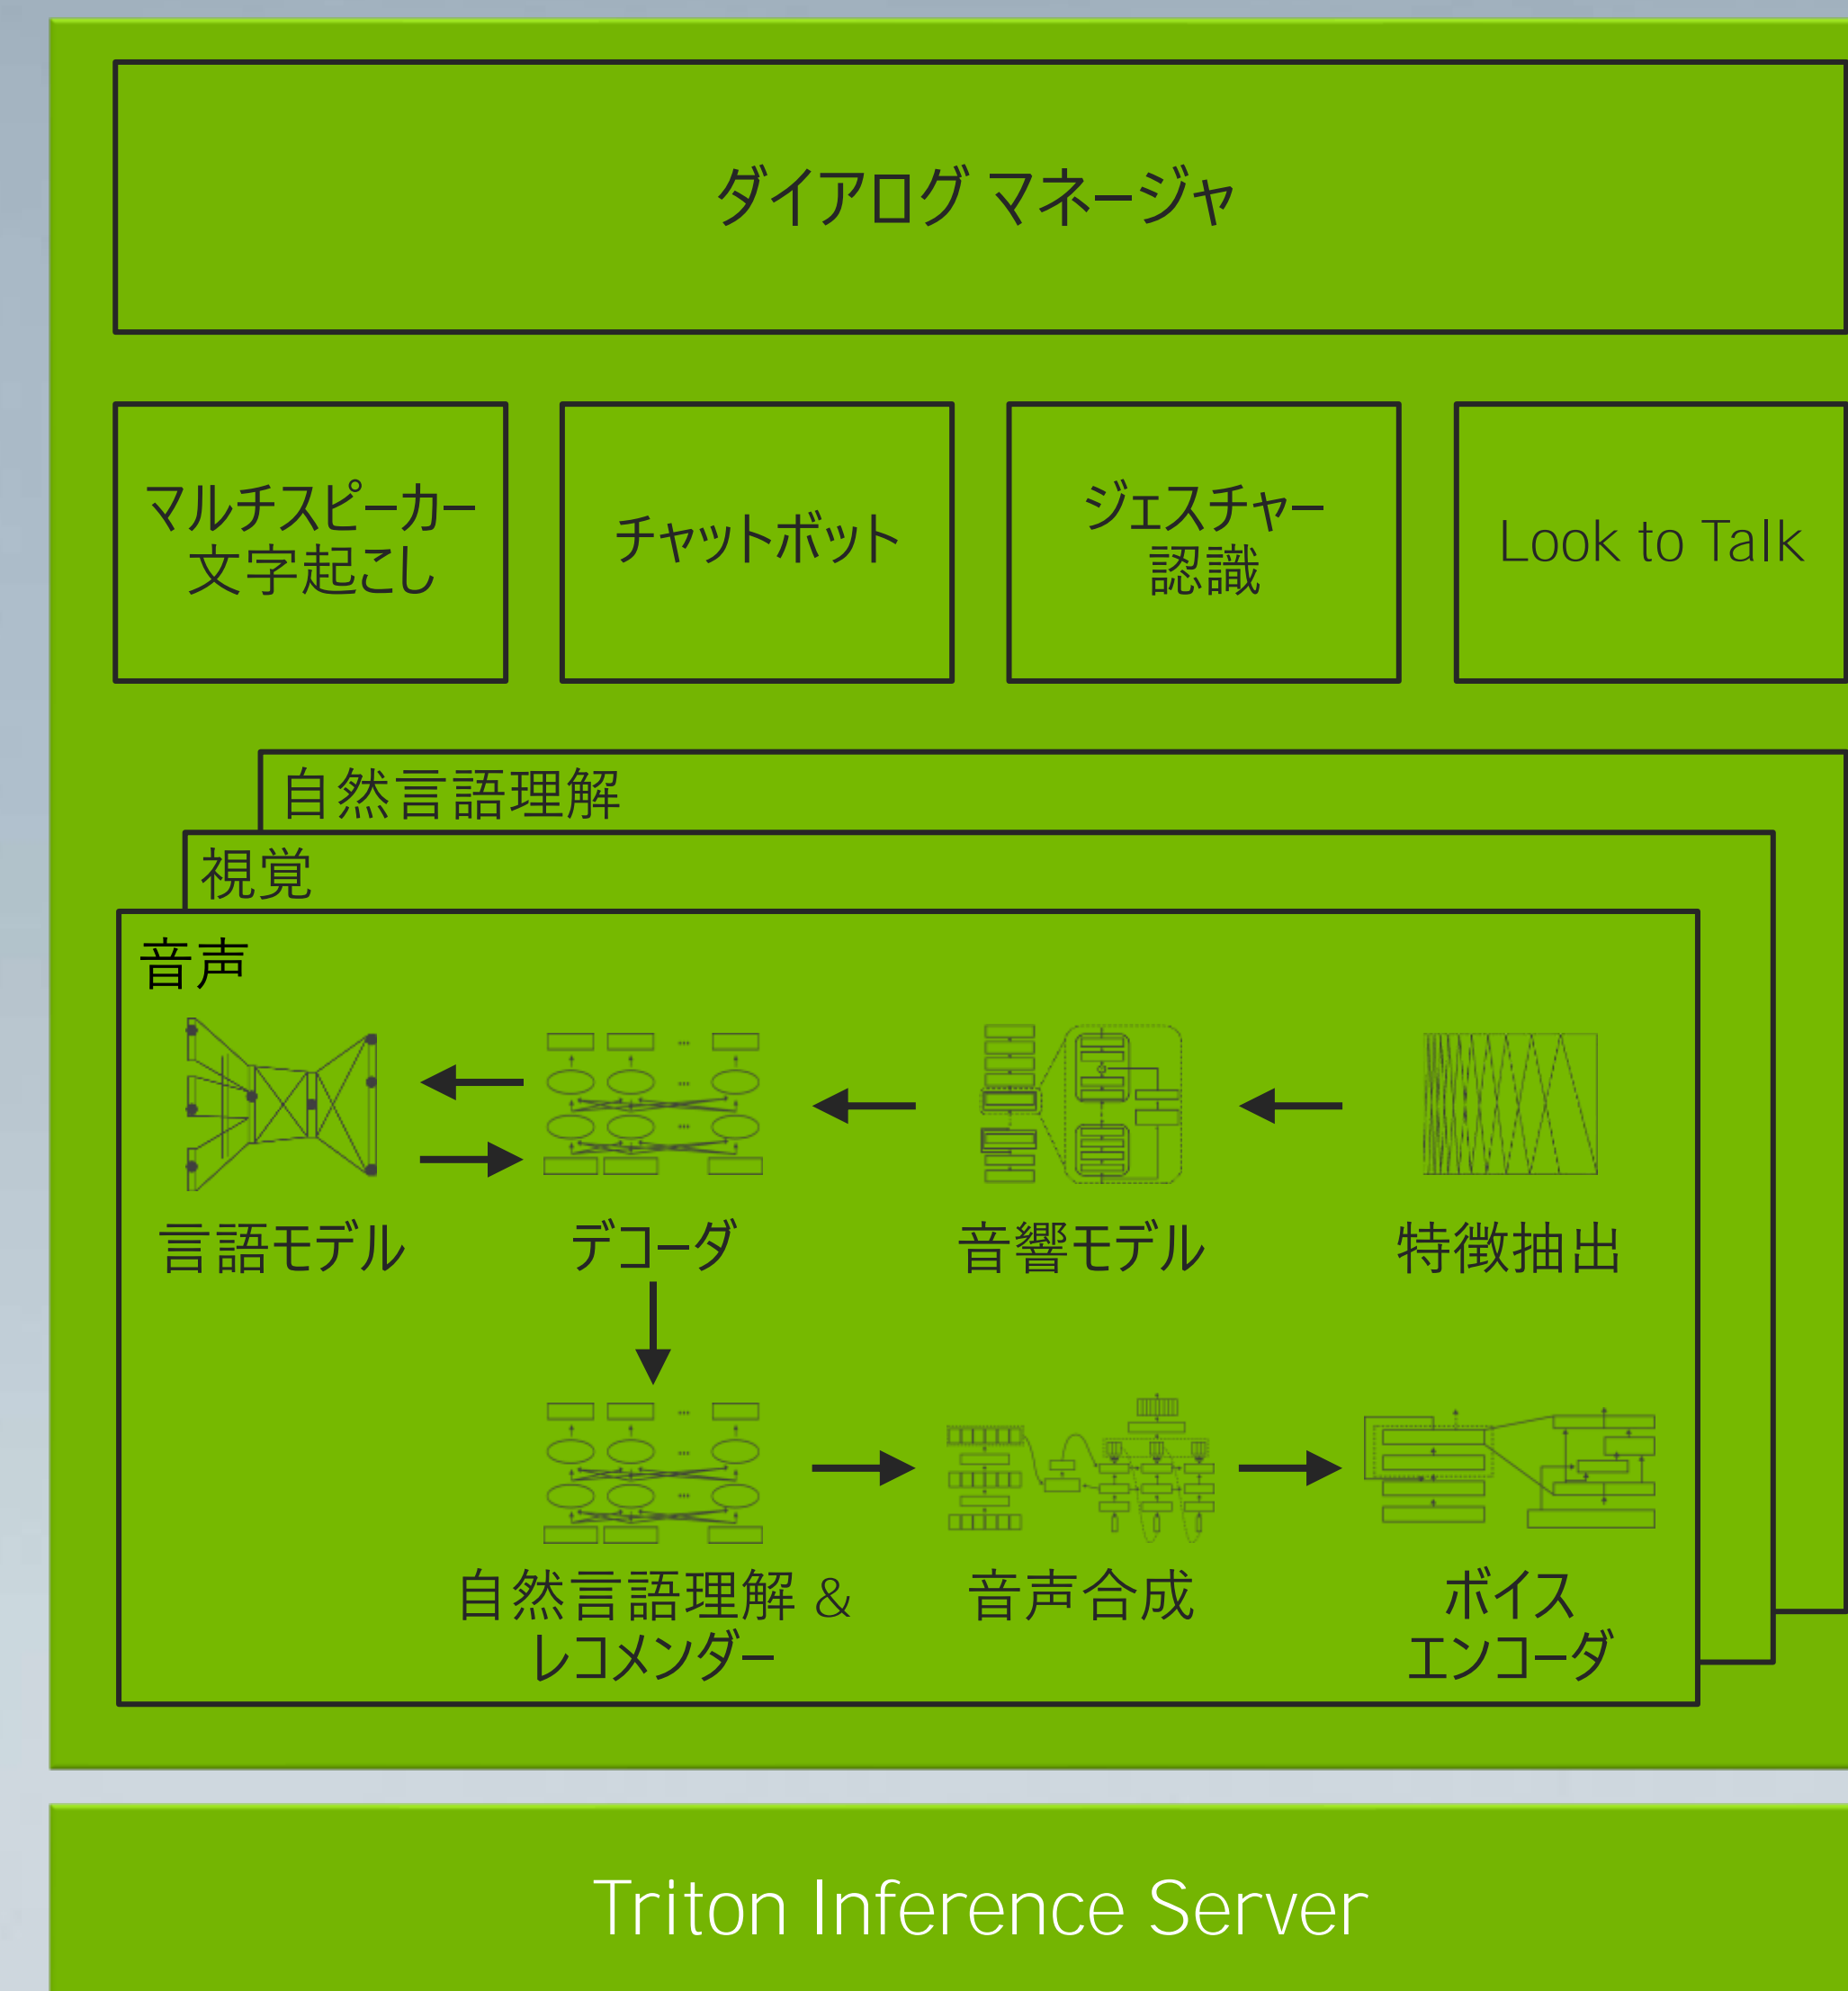 ダイアログ マネージャ
マルチスピーカー
文字起こし
チャットボット
ジェスチャー
認識
Look to Talk
自然言語理解
視覚
音声
言語モデル
デコーダ
音響モデル
特徴抽出
自然言語理解 &
レコメンダー
音声合成
ボイス
エンコーダ
Triton Inference Server